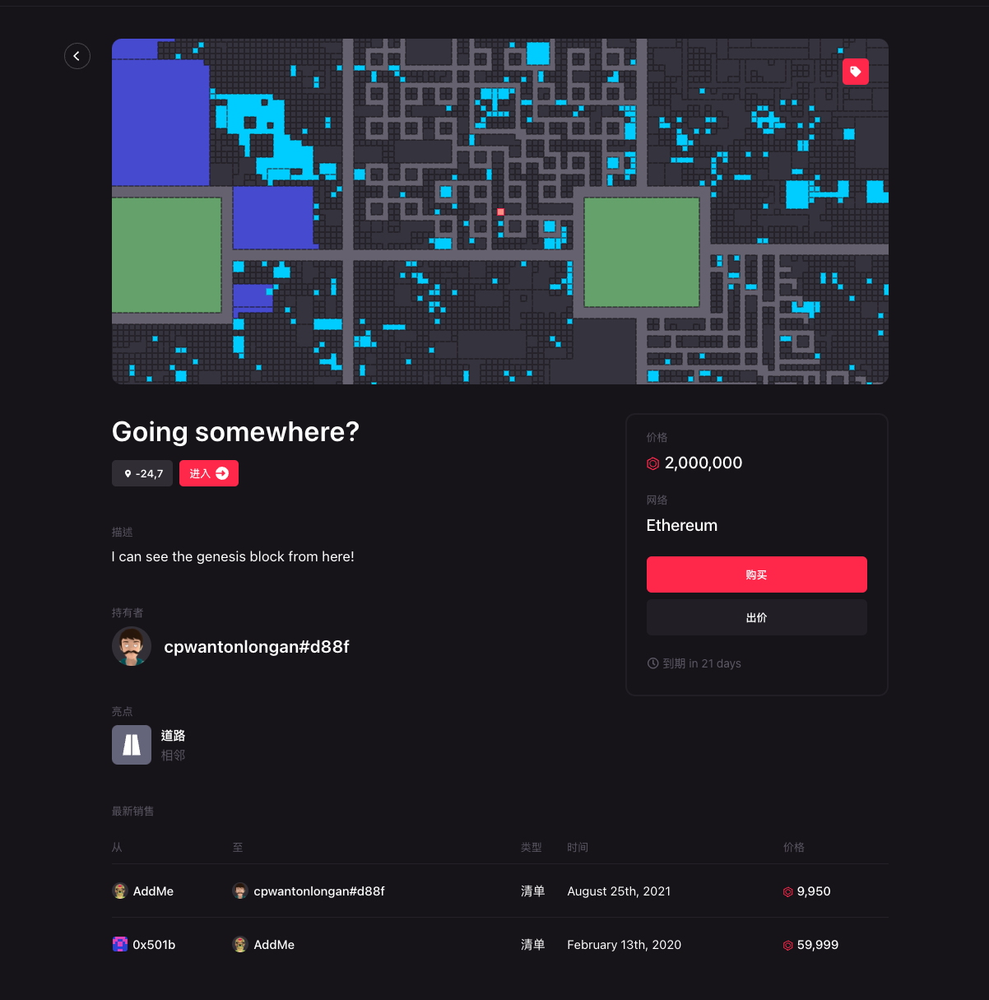 Going somewhere?
-24,7 进入
描述
I can see the genesis block from here!
持有者
cpwantonlongan#d88f
亮点
道路
相邻
价格
2,000,000
网络
Ethereum
购买
出价
到期 in 21 days
最新销售
从 至 类型 时间 价格
AddMe cpwantonlongan#d88f 清单 August 25th, 2021 9,950
0x501b AddMe 清单 February 13th, 2020 59,999